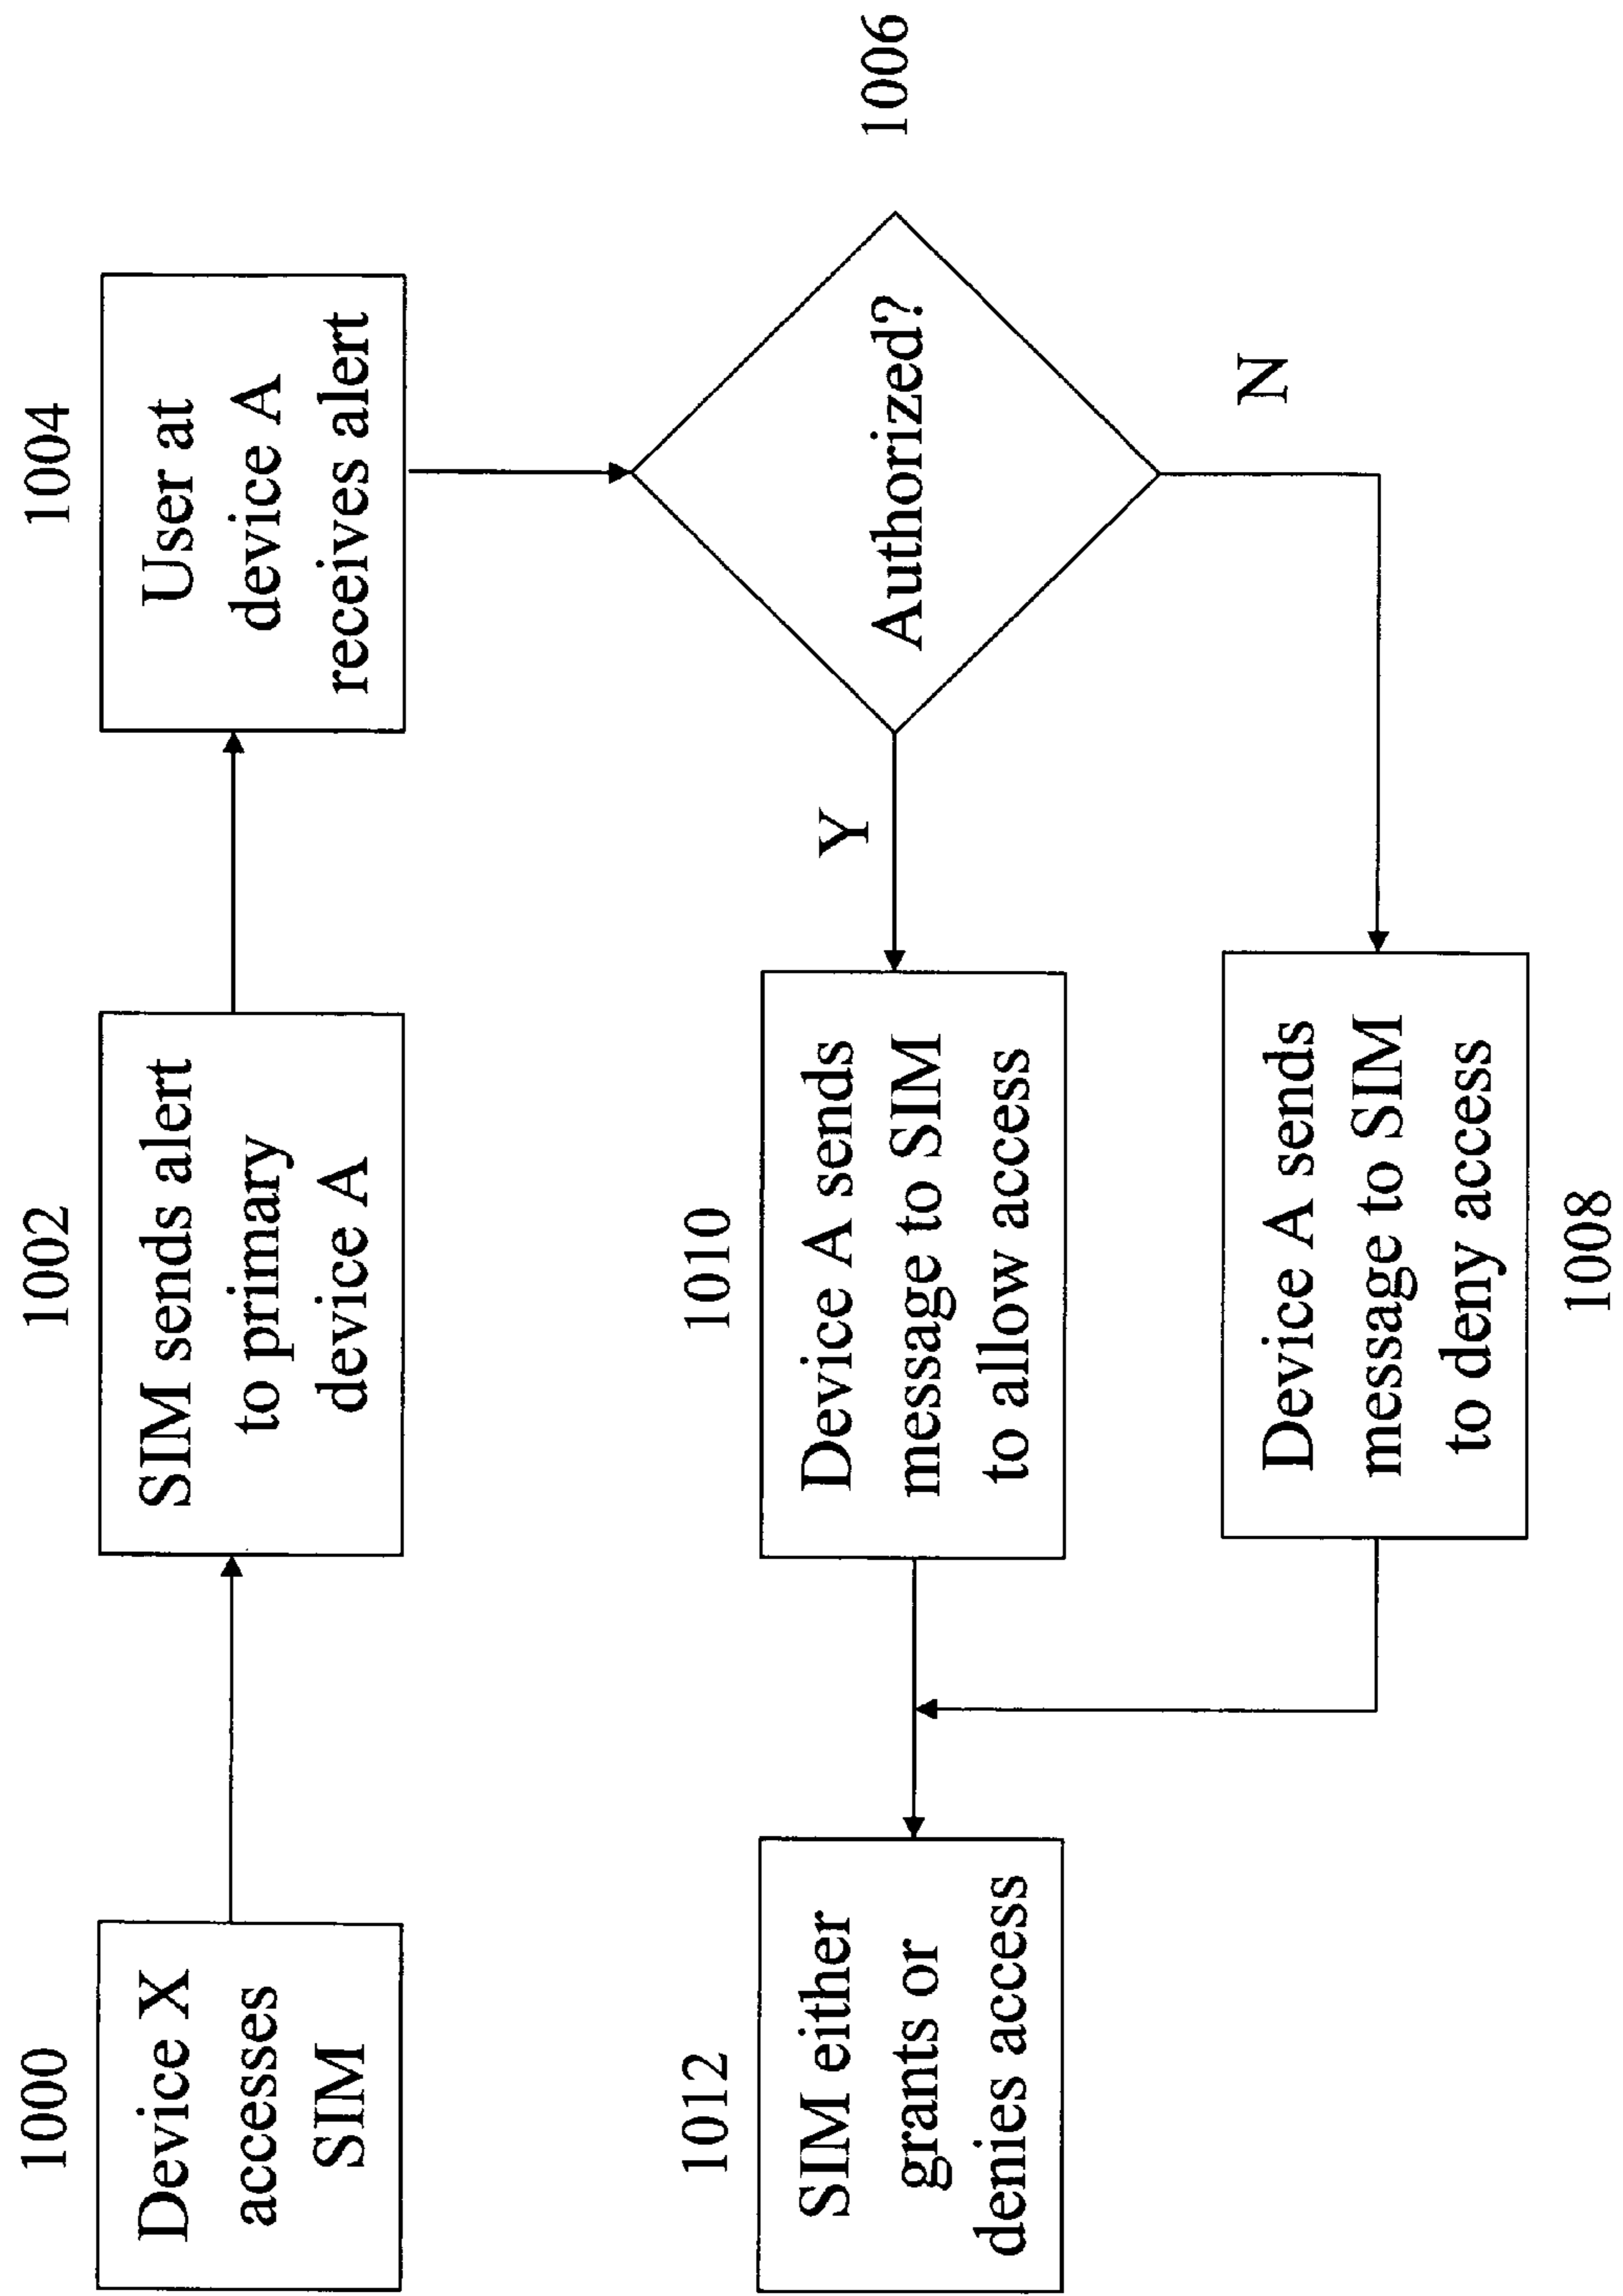 1000
Device X
accesses
SIM
1002
SIM sends alert
to primary
device A
1004
User at
device A
receives alert
Authorized?
1006
Y
N
1010
Device A sends
message to SIM
to allow access
Device A sends
message to SIM
to deny access
1008
1012
SIM either
grants or
denies access